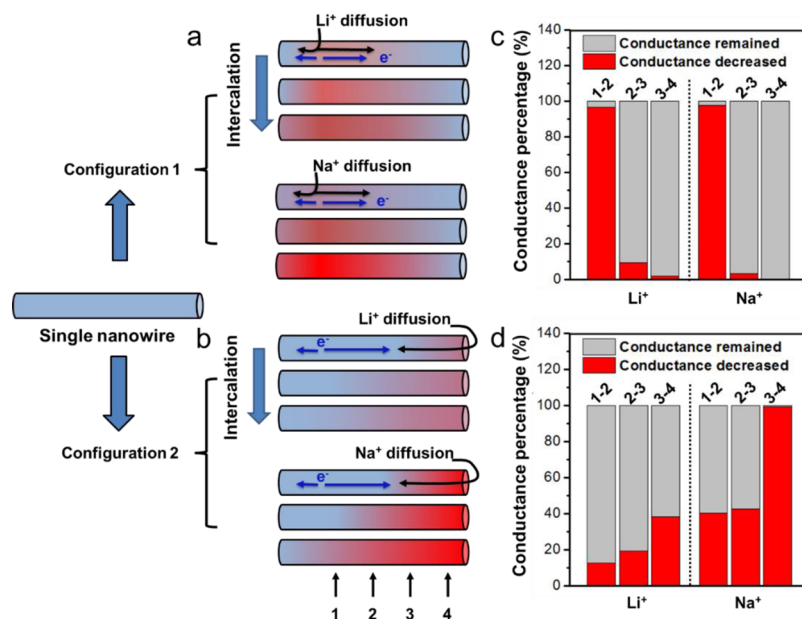 a
Li⁺ diffusion
e⁻
Intercalation
Na⁺ diffusion
e⁻
Configuration 1
Single nanowire
b
Li⁺ diffusion
e⁻
Intercalation
Na⁺ diffusion
e⁻
Configuration 2
1 2 3 4
c
Conductance percentage (%)
140
120
100
80
60
40
20
0
Conductance remained
Conductance decreased
1-2 2-3 3-4 1-2 2-3 3-4
Li⁺ Na⁺
d
Conductance percentage (%)
140
120
100
80
60
40
20
0
Conductance remained
Conductance decreased
1-2 2-3 3-4 1-2 2-3 3-4
Li⁺ Na⁺